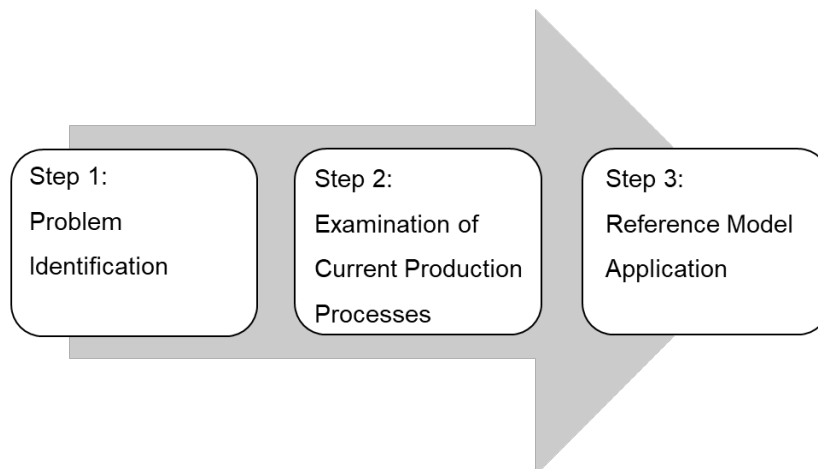 Step 1:
Problem
Identification
Step 2:
Examination of
Current Production
Processes
Step 3:
Reference Model
Application